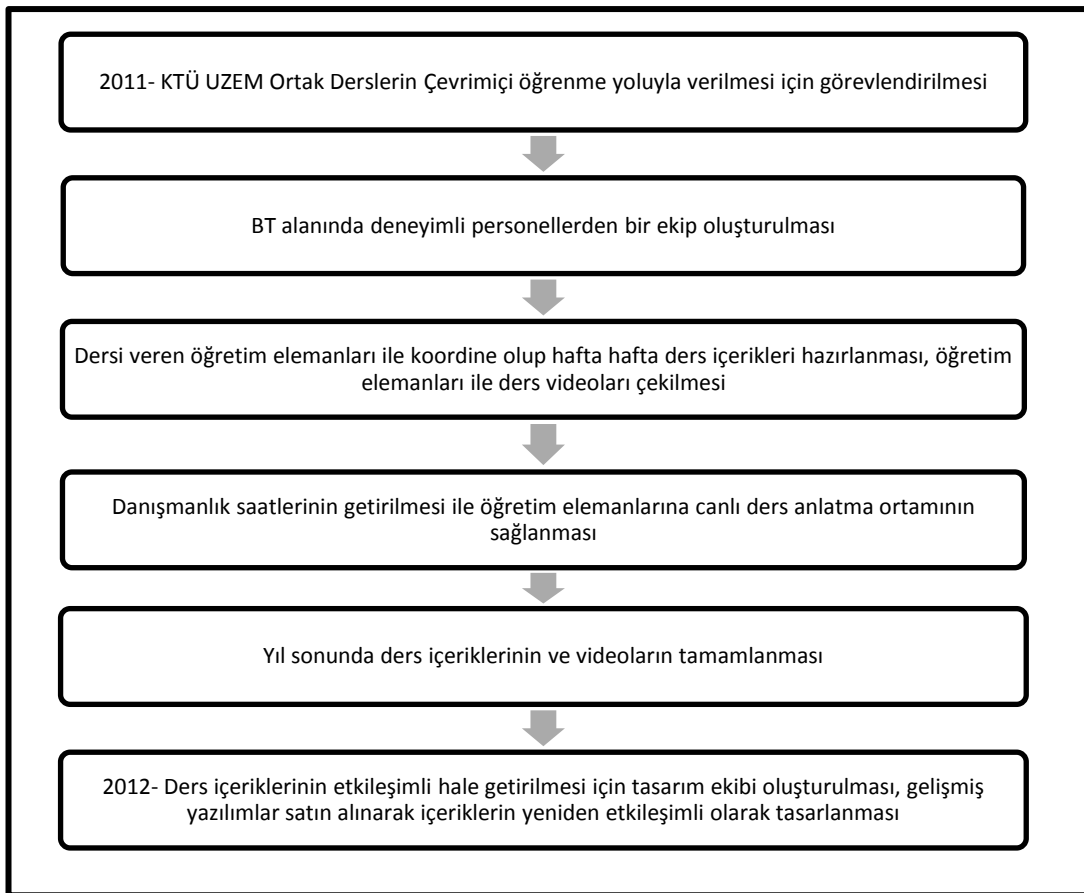 2011- KTÜ UZEM Ortak Derslerin Çevrimiçi öğrenme yoluyla verilmesi için görevlendirilmesi
BT alanında deneyimli personellerden bir ekip oluşturulması
Dersi veren öğretim elemanları ile koordine olup hafta hafta ders içerikleri hazırlanması, öğretim
elemanları ile ders videoları çekilmesi
Danışmanlık saatlerinin getirilmesi ile öğretim elemanlarına canlı ders anlatma ortamının
sağlanması
Yıl sonunda ders içeriklerinin ve videoların tamamlanması
2012- Ders içeriklerinin etkileşimli hale getirilmesi için tasarım ekibi oluşturulması, gelişmiş
yazılımlar satın alınarak içeriklerin yeniden etkileşimli olarak tasarlanması